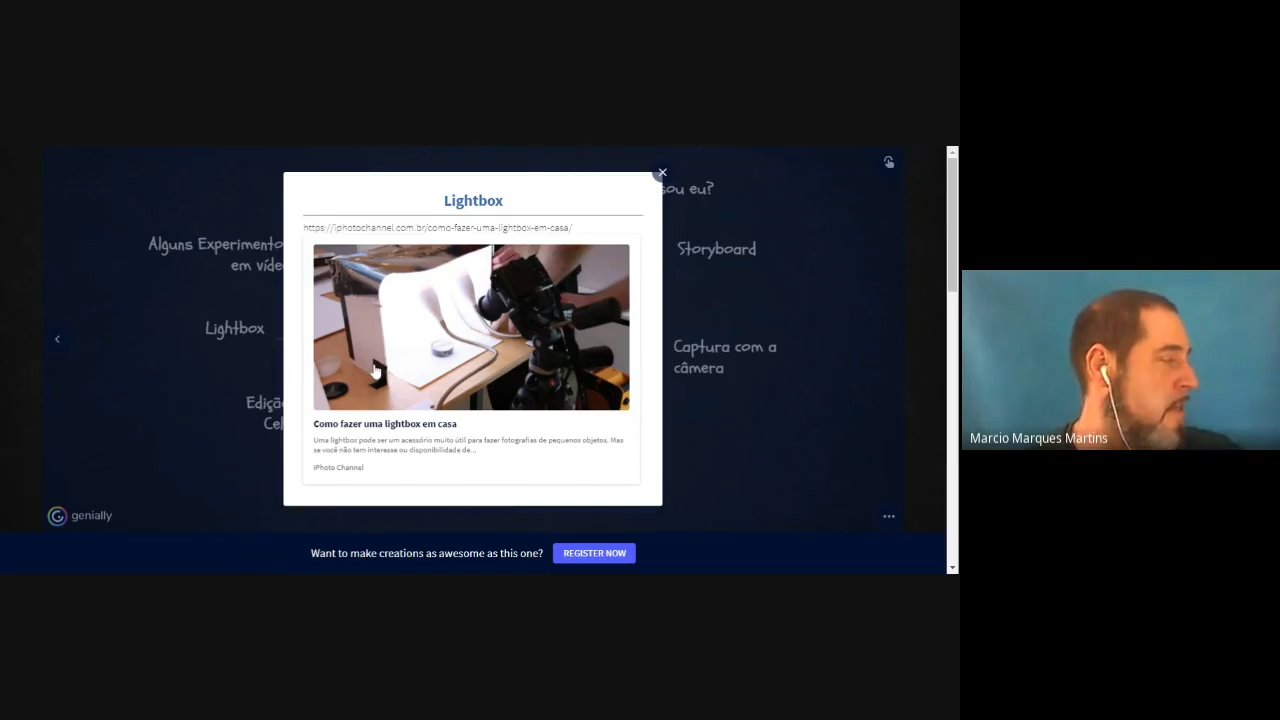 Lightbox
https://iphotochannel.com.br/como-fazer-uma-lightbox-em-casa/
sou eu?
Alguns Experimento
em víde
Storyboard
Lightbox
Captura com a
câmera
Ediçã
Cel
Como fazer uma lightbox em casa
Uma lightbox pode ser um acessório muito útil para fazer fotografias de pequenos objetos. Mas
se você não tem interesse ou disponibilidade de...
iPhoto Channel
genially
Want to make creations as awesome as this one?
REGISTER NOW
Marcio Marques Martins